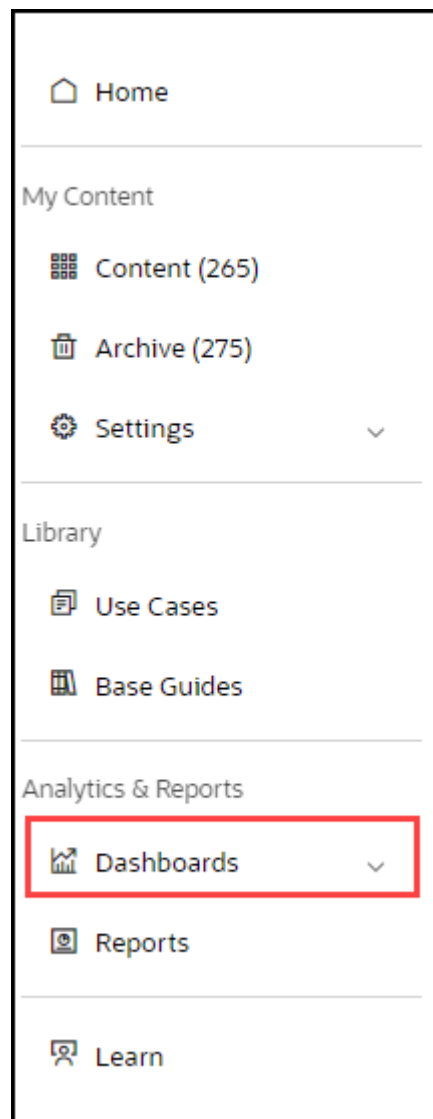 Home
My Content
Content (265)
Archive (275)
Settings
Library
Use Cases
Base Guides
Analytics & Reports
Dashboards
Reports
Learn